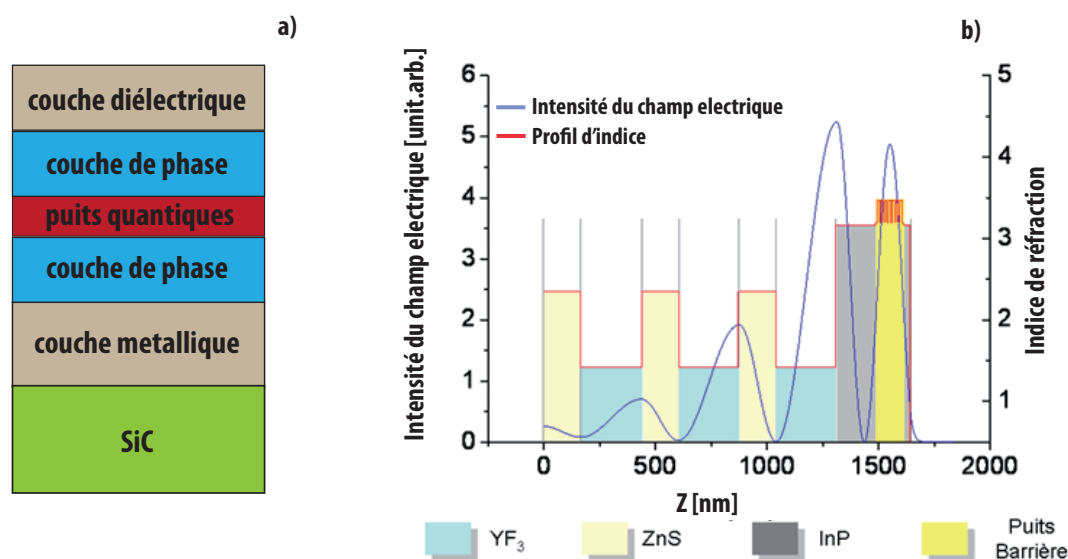 a)
couche diélectrique
couche de phase
puits quantiques
couche de phase
couche metallique
SiC
b)
Intensité du champ electrique [unit.arb.]
6
5
4
3
2
1
0
Intensité du champ electrique
Profil d'indice
5
4
3
2
1
Indice de réfraction
0
500
1000
1500
2000
Z [nm]
YF3
ZnS
InP
Puits
Barrière